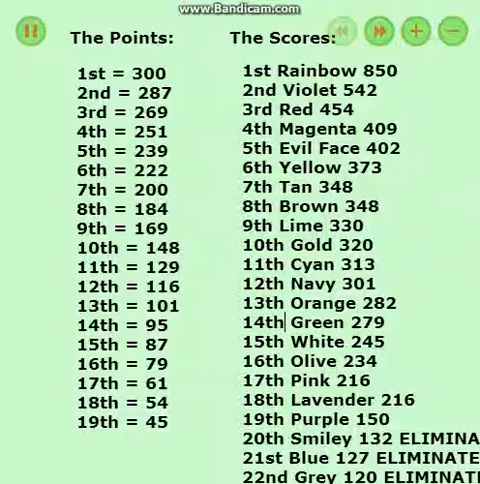 www.Bandicam.com
The Points:
1st = 300
2nd = 287
3rd = 269
4th = 251
5th = 239
6th = 222
7th = 200
8th = 184
9th = 169
10th = 148
11th = 129
12th = 116
13th = 101
14th = 95
15th = 87
16th = 79
17th = 61
18th = 54
19th = 45
The Scores:
1st Rainbow 850
2nd Violet 542
3rd Red 454
4th Magenta 409
5th Evil Face 402
6th Yellow 373
7th Tan 348
8th Brown 348
9th Lime 330
10th Gold 320
11th Cyan 313
12th Navy 301
13th Orange 282
14th Green 279
15th White 245
16th Olive 234
17th Pink 216
18th Lavender 216
19th Purple 150
20th Smiley 132 ELIMINA
21st Blue 127 ELIMINATE
22nd Grey 120 ELIMINAT